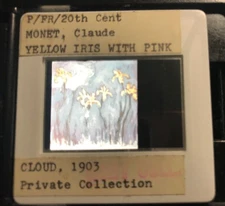 P/FR/20th Cent
MONET, Claude
YELLOW IRIS WITH PINK
CLOUD, 1903
Private Collection